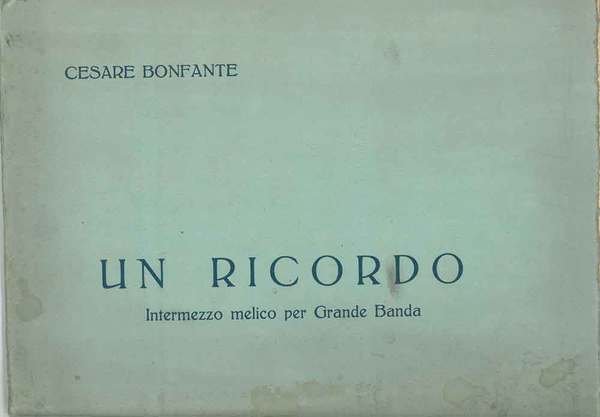 CESARE BONFANTE
UN RICORDO
Intermezzo melico per Grande Banda